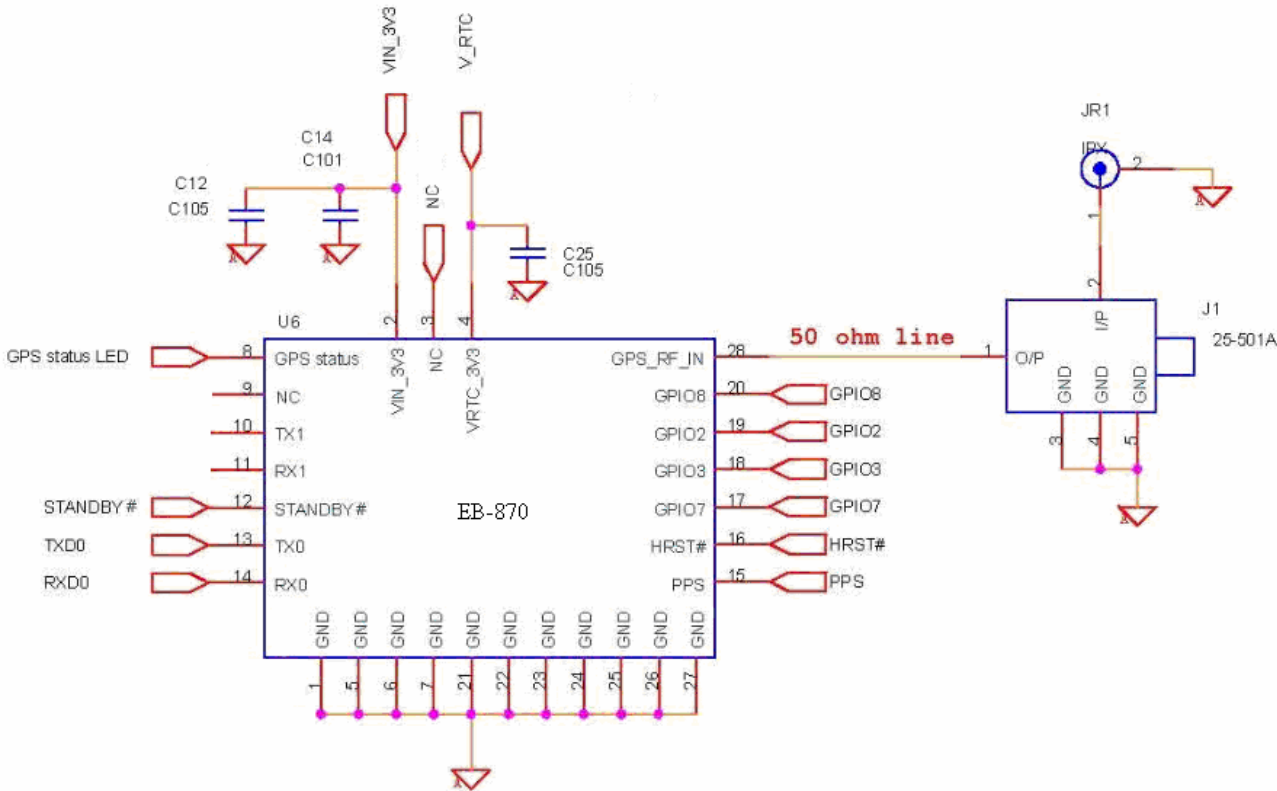 VIN_3V3
V_RTC
C14
C101
C12
C105
NC
C25
C105
JR1
IPX
2
1
2
I/P
J1
25-501A
U6
2
3
4
VIN_3V3
NC
VRTC_3V3
GPS status LED
8
GPS status
9
NC
10
TX1
11
RX1
STANDBY#
12
STANDBY#
TXD0
13
TX0
RXD0
14
RX0
EB-870
GPS_RF_IN
28
50 ohm line
1
O/P
GND
GND
GND
3
4
5
GPIO8
20
GPIO8
GPIO2
19
GPIO2
GPIO3
18
GPIO3
GPIO7
17
GPIO7
HRST#
16
HRST#
PPS
15
PPS
GND
GND
GND
GND
GND
GND
GND
GND
GND
GND
GND
1
5
6
7
21
22
23
24
25
26
27
A
A
A
A
A
A